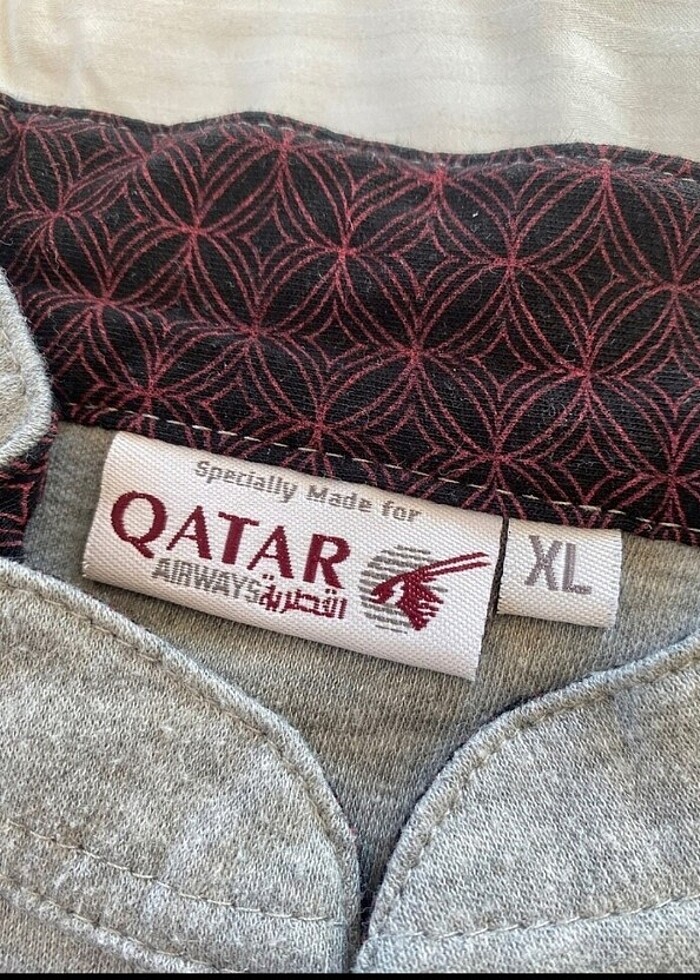 Specially Made for
QATAR
AIRWAYS القطرية
XL